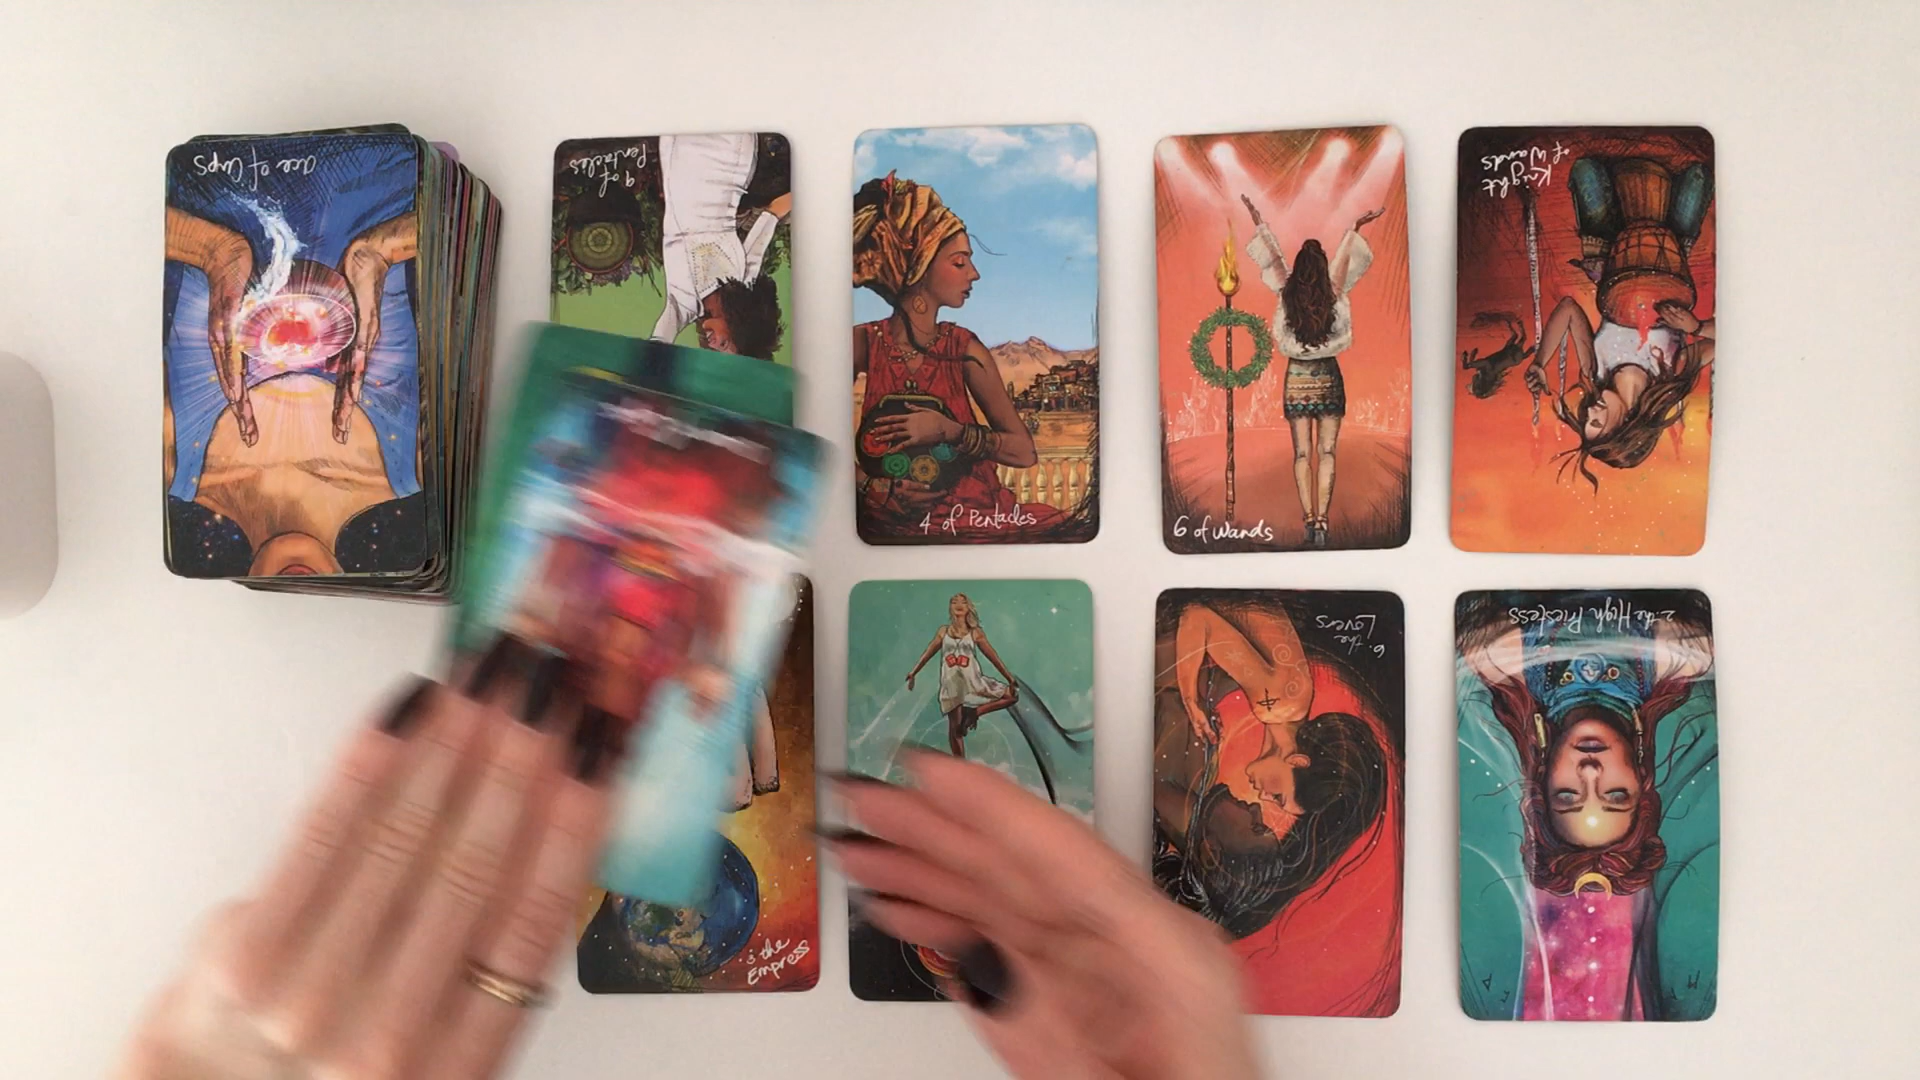 ace of Cups
9 of
Pentacles
4 of Pentacles
6 of Wands
Knight
of Wands
3 the
Empress
6. the
Lovers
2. the High Priestess